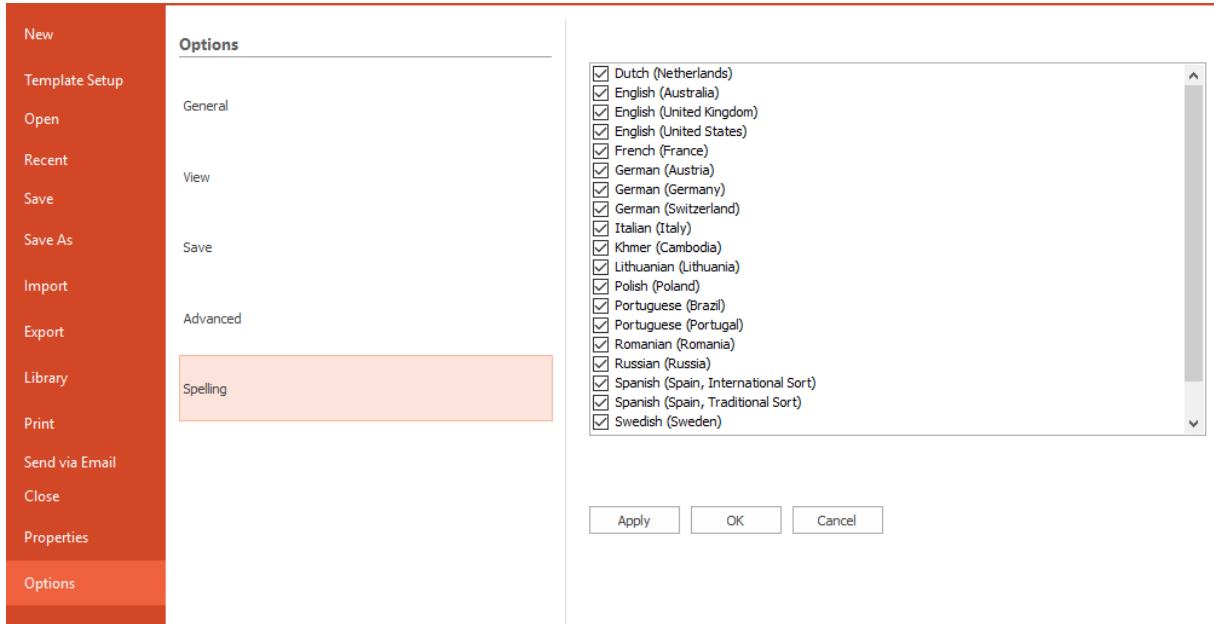 New
Template Setup
Open
Recent
Save
Save As
Import
Export
Library
Print
Send via Email
Close
Properties
Options
Options
General
View
Save
Advanced
Spelling
Dutch (Netherlands)
English (Australia)
English (United Kingdom)
English (United States)
French (France)
German (Austria)
German (Germany)
German (Switzerland)
Italian (Italy)
Khmer (Cambodia)
Lithuanian (Lithuania)
Polish (Poland)
Portuguese (Brazil)
Portuguese (Portugal)
Romanian (Romania)
Russian (Russia)
Spanish (Spain, International Sort)
Spanish (Spain, Traditional Sort)
Swedish (Sweden)
Apply OK Cancel